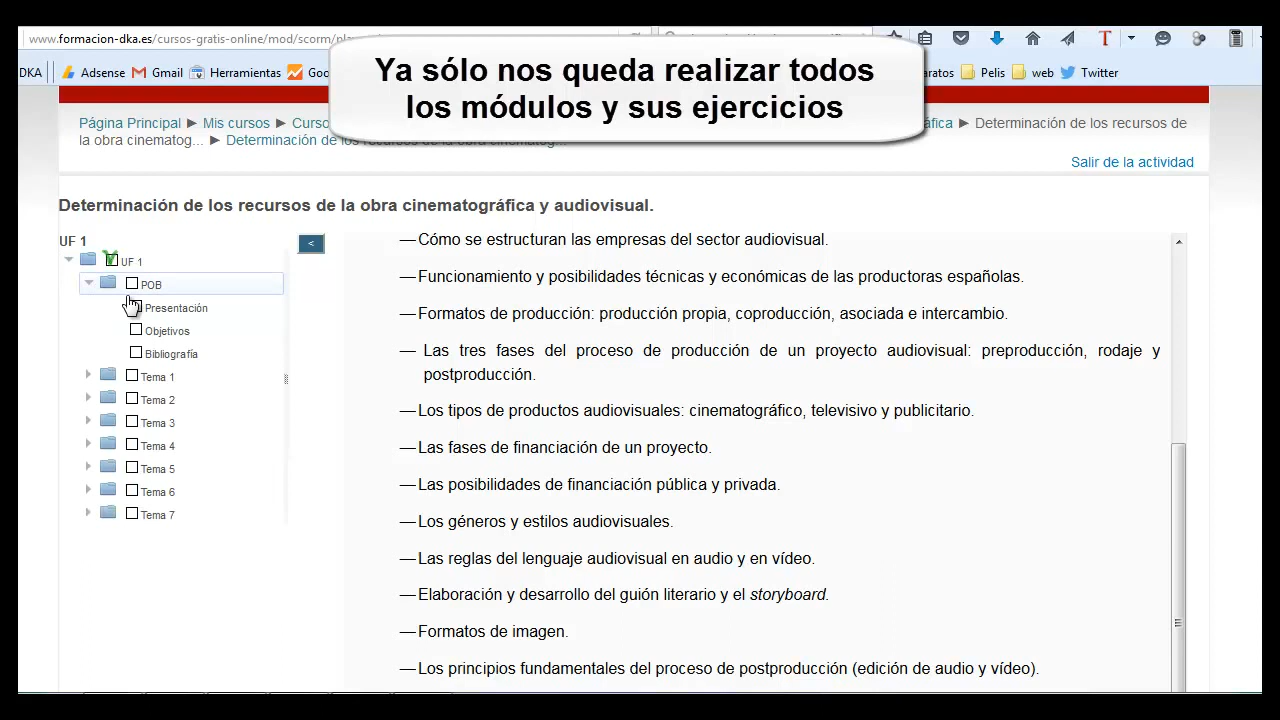 www.formacion-dka.es/cursos-gratis-online/mod/scorm/
DKA Adsense Gmail Herramientas Pelis web Twitter
Ya sólo nos queda realizar todos
los módulos y sus ejercicios
Página Principal ► Mis cursos ► ► Determinación de los recursos de
la obra cinematog... ► Determinación de los recursos de la obra cinematog...
Salir de la actividad
Determinación de los recursos de la obra cinematográfica y audiovisual.
UF 1
<
UF 1
POB
Presentación
Objetivos
Bibliografía
Tema 1
Tema 2
Tema 3
Tema 4
Tema 5
Tema 6
Tema 7
—Cómo se estructuran las empresas del sector audiovisual.
—Funcionamiento y posibilidades técnicas y económicas de las productoras españolas.
—Formatos de producción: producción propia, coproducción, asociada e intercambio.
— Las tres fases del proceso de producción de un proyecto audiovisual: preproducción, rodaje y
postproducción.
—Los tipos de productos audiovisuales: cinematográfico, televisivo y publicitario.
—Las fases de financiación de un proyecto.
—Las posibilidades de financiación pública y privada.
—Los géneros y estilos audiovisuales.
—Las reglas del lenguaje audiovisual en audio y en vídeo.
—Elaboración y desarrollo del guión literario y el storyboard.
—Formatos de imagen.
—Los principios fundamentales del proceso de postproducción (edición de audio y vídeo).